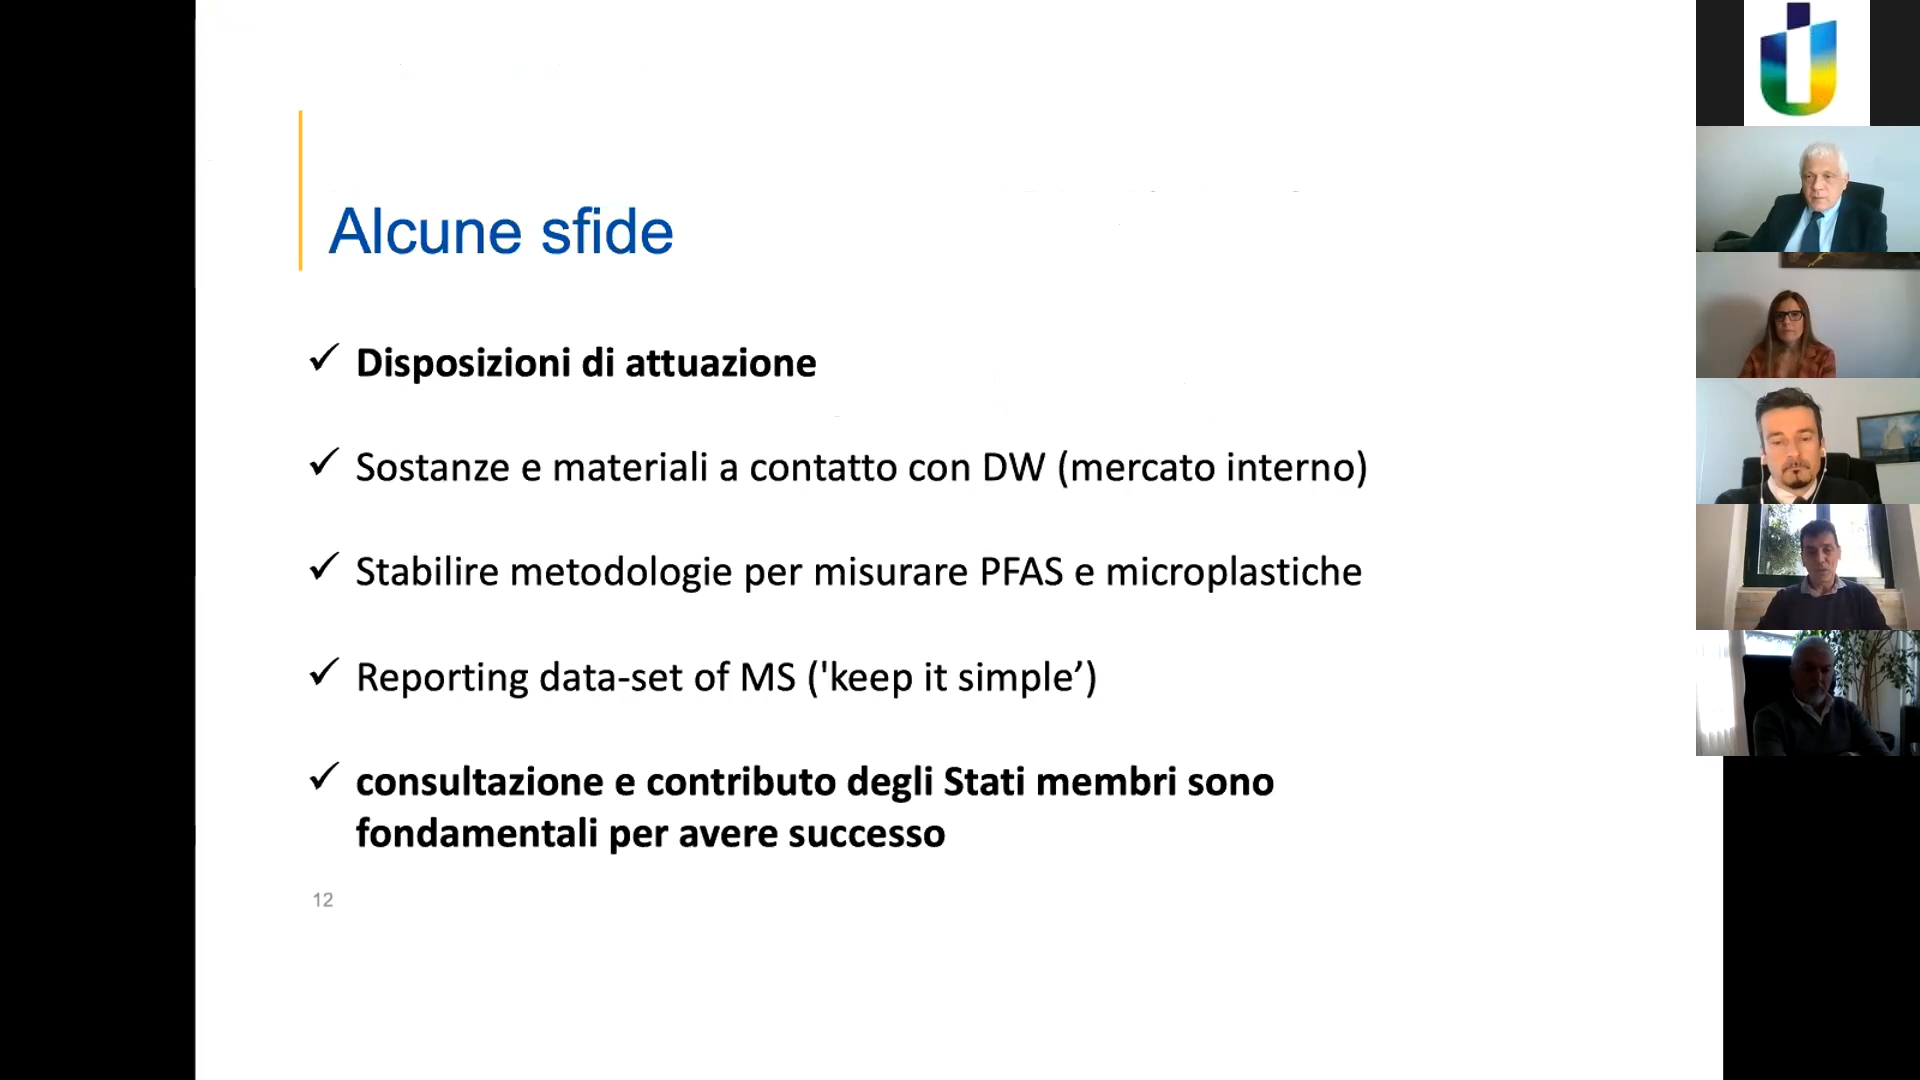 Alcune sfide
✓ Disposizioni di attuazione
✓ Sostanze e materiali a contatto con DW (mercato interno)
✓ Stabilire metodologie per misurare PFAS e microplastiche
✓ Reporting data-set of MS ('keep it simple’)
✓ consultazione e contributo degli Stati membri sono
fondamentali per avere successo
12